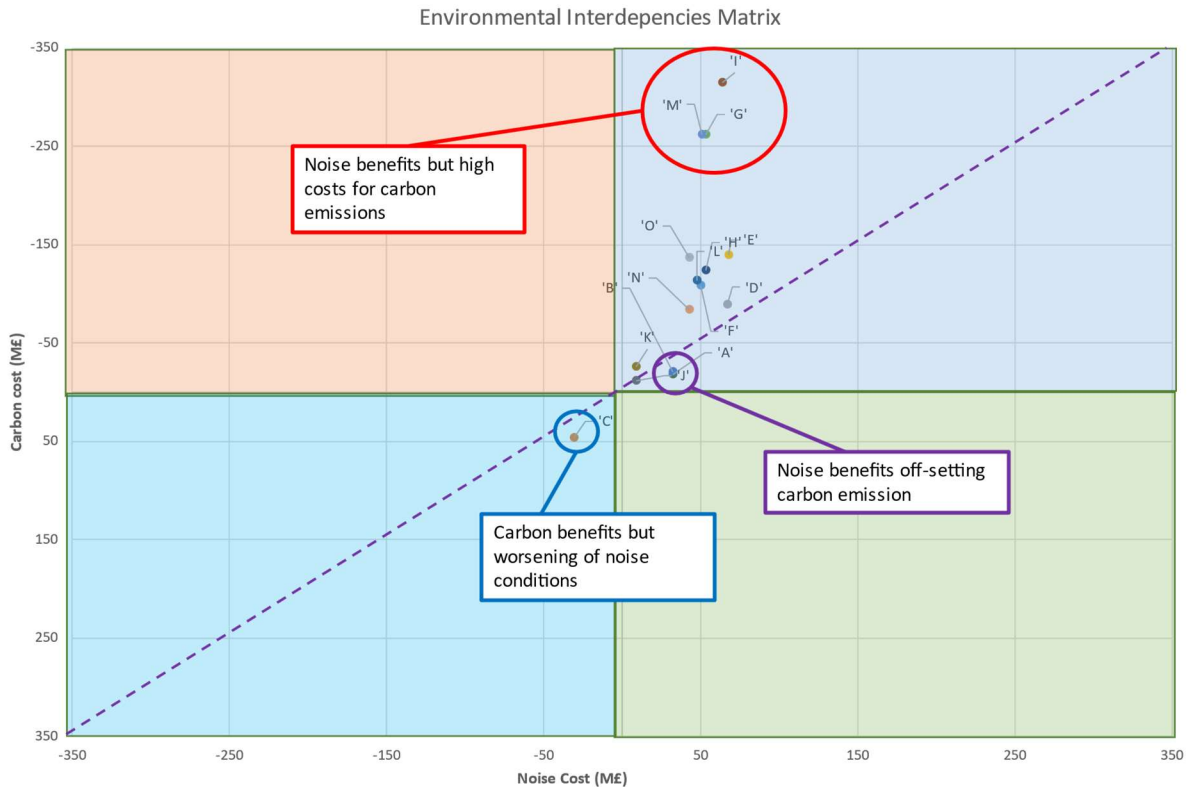 Environmental Interdepencies Matrix
-350
-250
-150
-50
50
150
250
350
Carbon cost (M£)
'I'
'M'
'G'
Noise benefits but high
costs for carbon
emissions
'O'
'H'
'E'
'L'
'N'
'B'
'D'
'F'
'K'
'A'
'J'
'C'
Noise benefits off-setting
carbon emission
Carbon benefits but
worsening of noise
conditions
-350
-250
-150
-50
50
150
250
350
Noise Cost (M£)